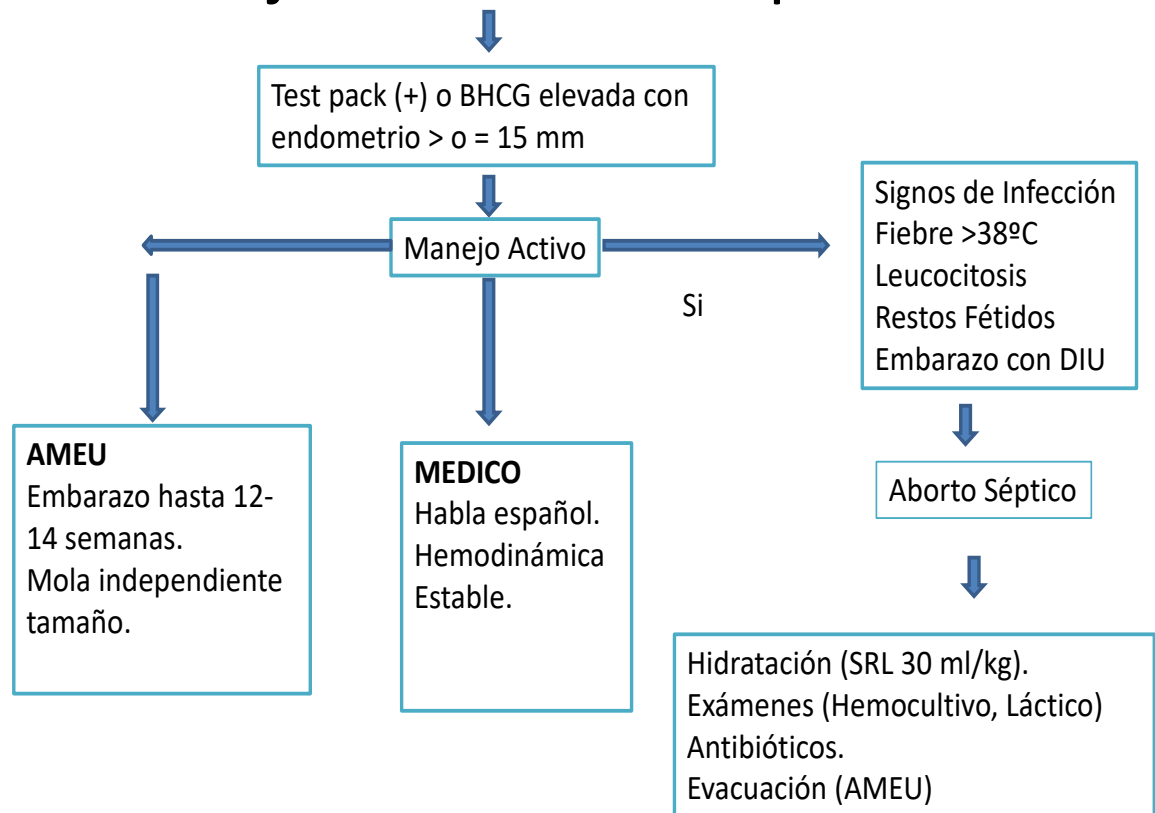 Test pack (+) o BHCG elevada con
endometrio > o = 15 mm
Manejo Activo
Si
Signos de Infección
Fiebre >38ºC
Leucocitosis
Restos Fétidos
Embarazo con DIU
AMEU
Embarazo hasta 12-
14 semanas.
Mola independiente
tamaño.
MEDICO
Habla español.
Hemodinámica
Estable.
Aborto Séptico
Hidratación (SRL 30 ml/kg).
Exámenes (Hemocultivo, Láctico)
Antibióticos.
Evacuación (AMEU)